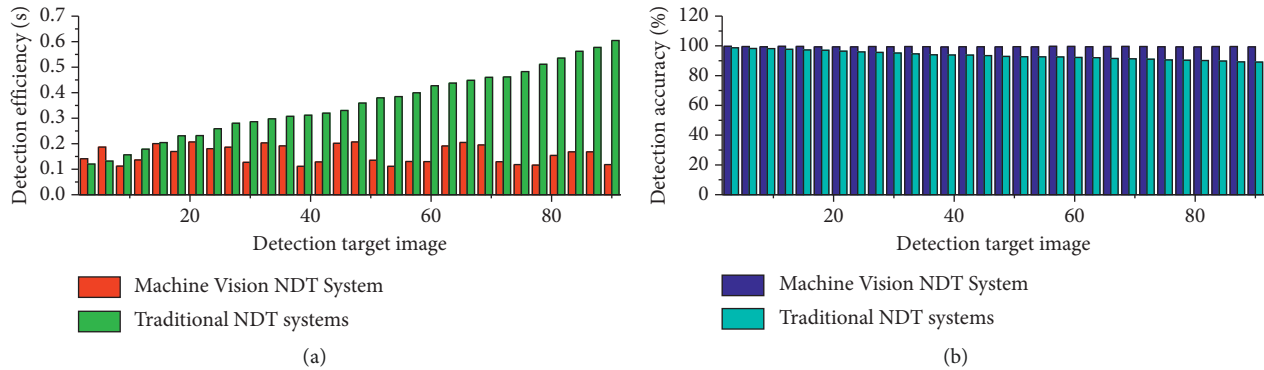 Detection efficiency (s)
0.7
0.6
0.5
0.4
0.3
0.2
0.1
0.0
20
40
60
80
Detection target image
Machine Vision NDT System
Traditional NDT systems
(a)
Detection accuracy (%)
120
100
80
60
40
20
0
20
40
60
80
Detection target image
Machine Vision NDT System
Traditional NDT systems
(b)